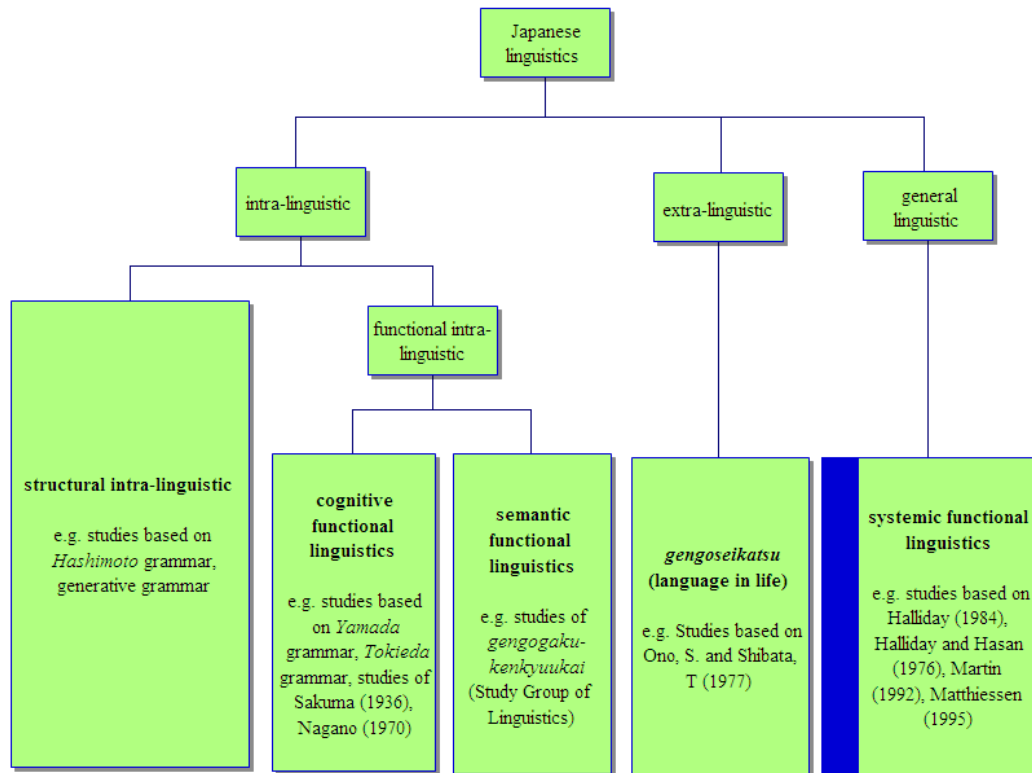 Japanese
linguistics
intra-linguistic
extra-linguistic
general
linguistic
functional intra-
linguistic
structural intra-linguistic
e.g. studies based on
Hashimoto grammar,
generative grammar
cognitive
functional
linguistics
e.g. studies based
on Yamada
grammar, Tokieda
grammar, studies of
Sakuma (1936),
Nagano (1970)
semantic
functional
linguistics
e.g. studies of
gengogaku-
kenkyuukai
(Study Group of
Linguistics)
gengoseikatsu
(language in life)
e.g. Studies based on
Ono, S. and Shibata,
T (1977)
systemic functional
linguistics
e.g. studies based on
Halliday (1984),
Halliday and Hasan
(1976), Martin
(1992), Matthiessen
(1995)